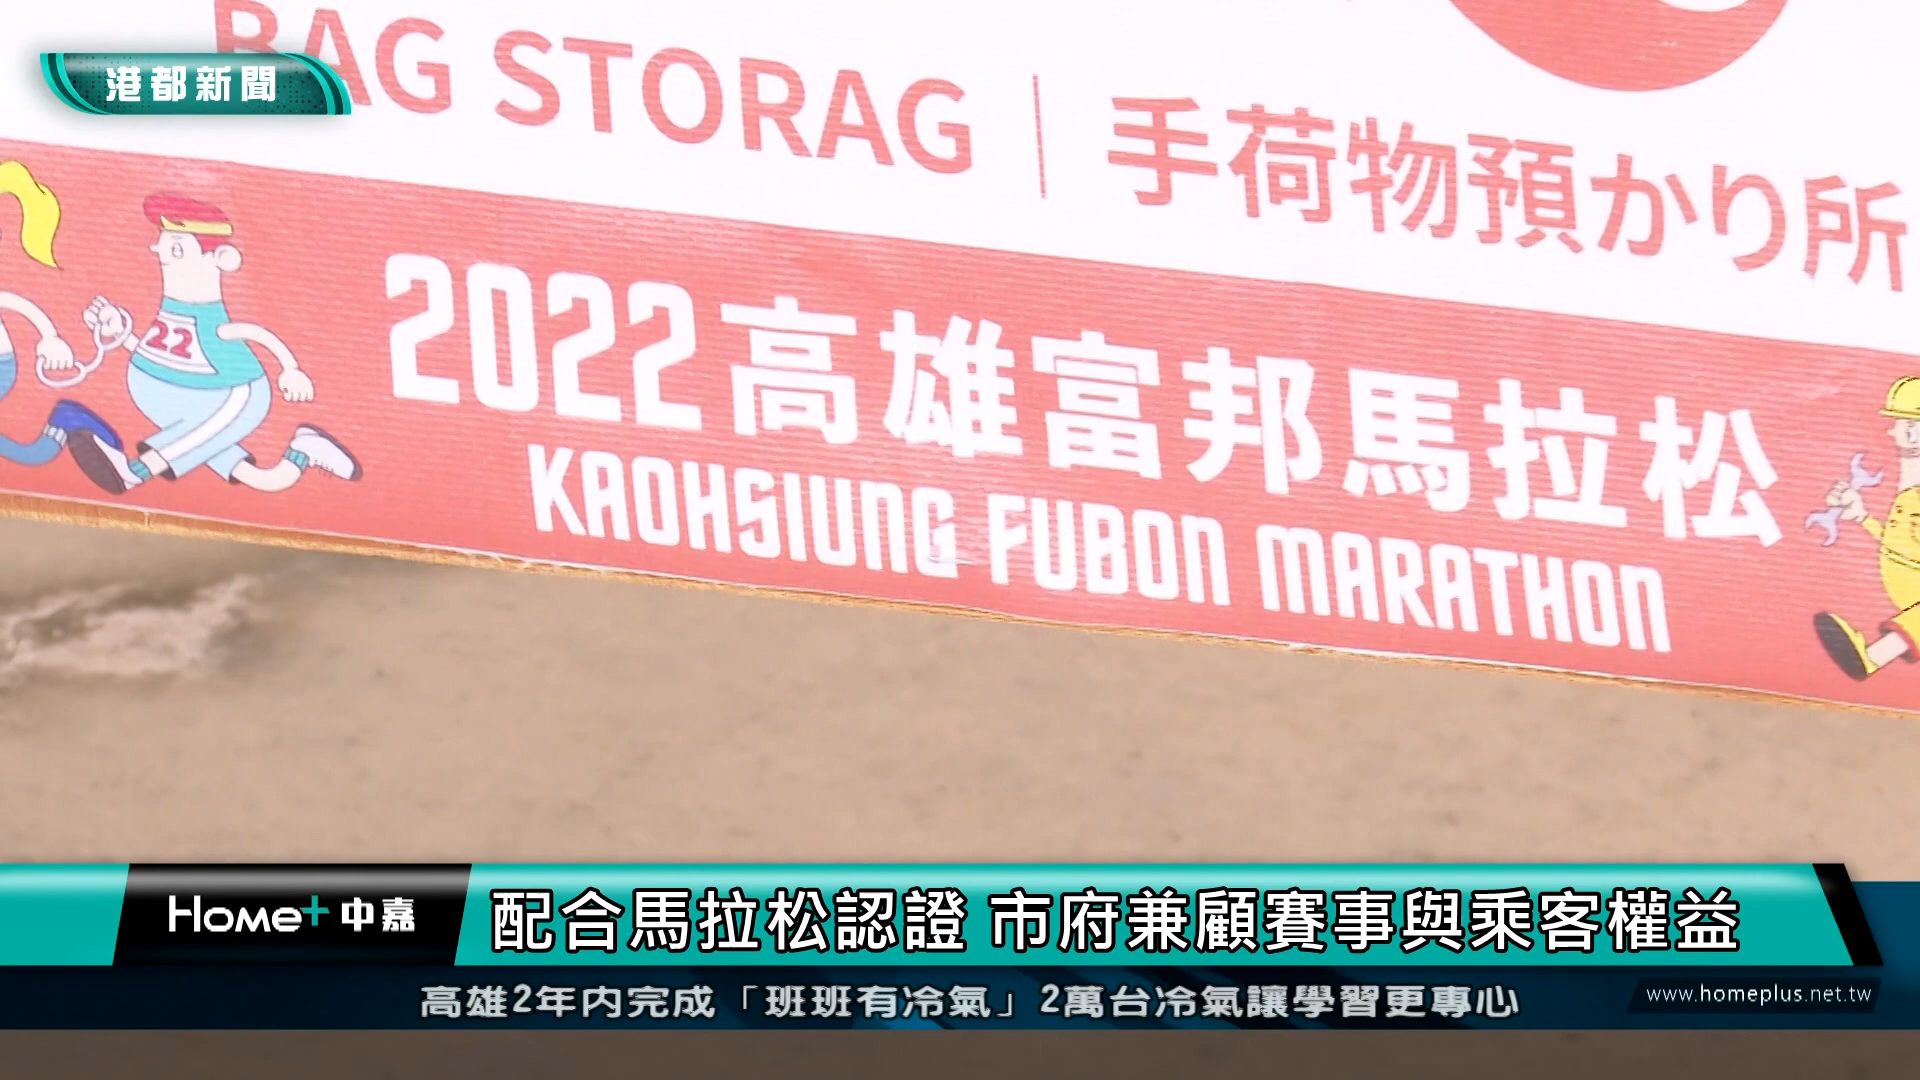 港都新聞
BAG STORAG | 手荷物預かり所
22
2022高雄富邦馬拉松
KAOHSIUNG FUBON MARATHON
Home+ 中嘉
配合馬拉松認證 市府兼顧賽事與乘客權益
高雄2年內完成「班班有冷氣」2萬台冷氣讓學習更專心
www.homeplus.net.tw